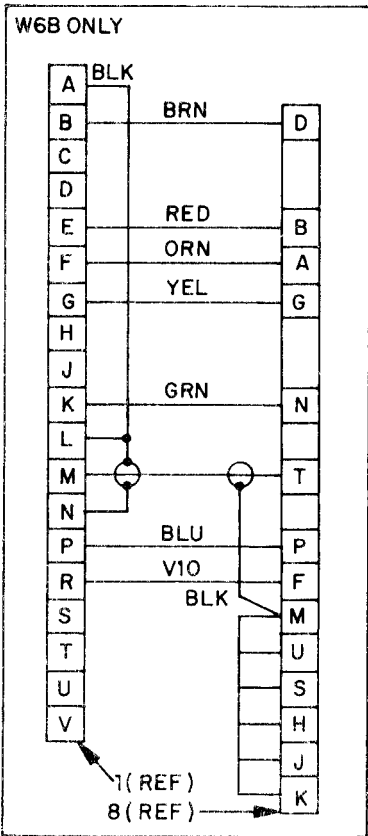 W6B ONLY
A BLK
B BRN D
C
D
E RED B
F ORN A
G YEL G
H
J
K GRN N
L
M T
N
P BLU P
R V10 F
S BLK M
T U
U S
V H
J
1(REF) K
8(REF)